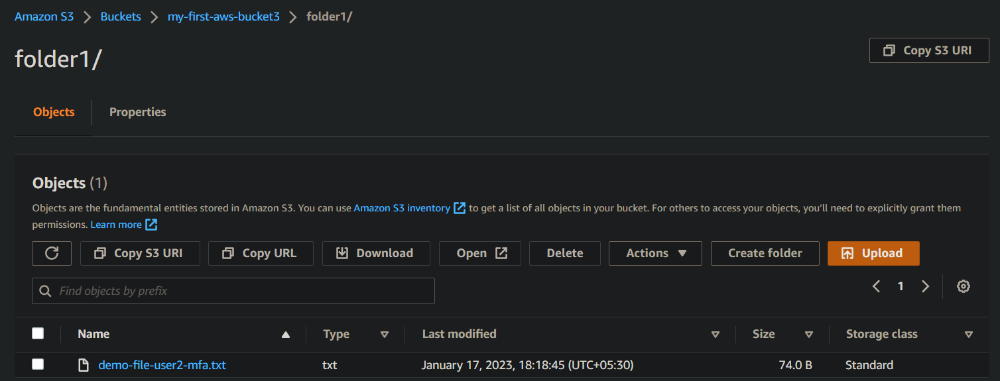 Amazon S3 > Buckets > my-first-aws-bucket3 > folder1/
folder1/
Copy S3 URI
Objects Properties
Objects (1)
Objects are the fundamental entities stored in Amazon S3. You can use Amazon S3 inventory to get a list of all objects in your bucket. For others to access your objects, you’ll need to explicitly grant them
permissions. Learn more
Copy S3 URI Copy URL Download Open Delete Actions Create folder Upload
Find objects by prefix
1
Name Type Last modified Size Storage class
demo-file-user2-mfa.txt txt January 17, 2023, 18:18:45 (UTC+05:30) 74.0 B Standard